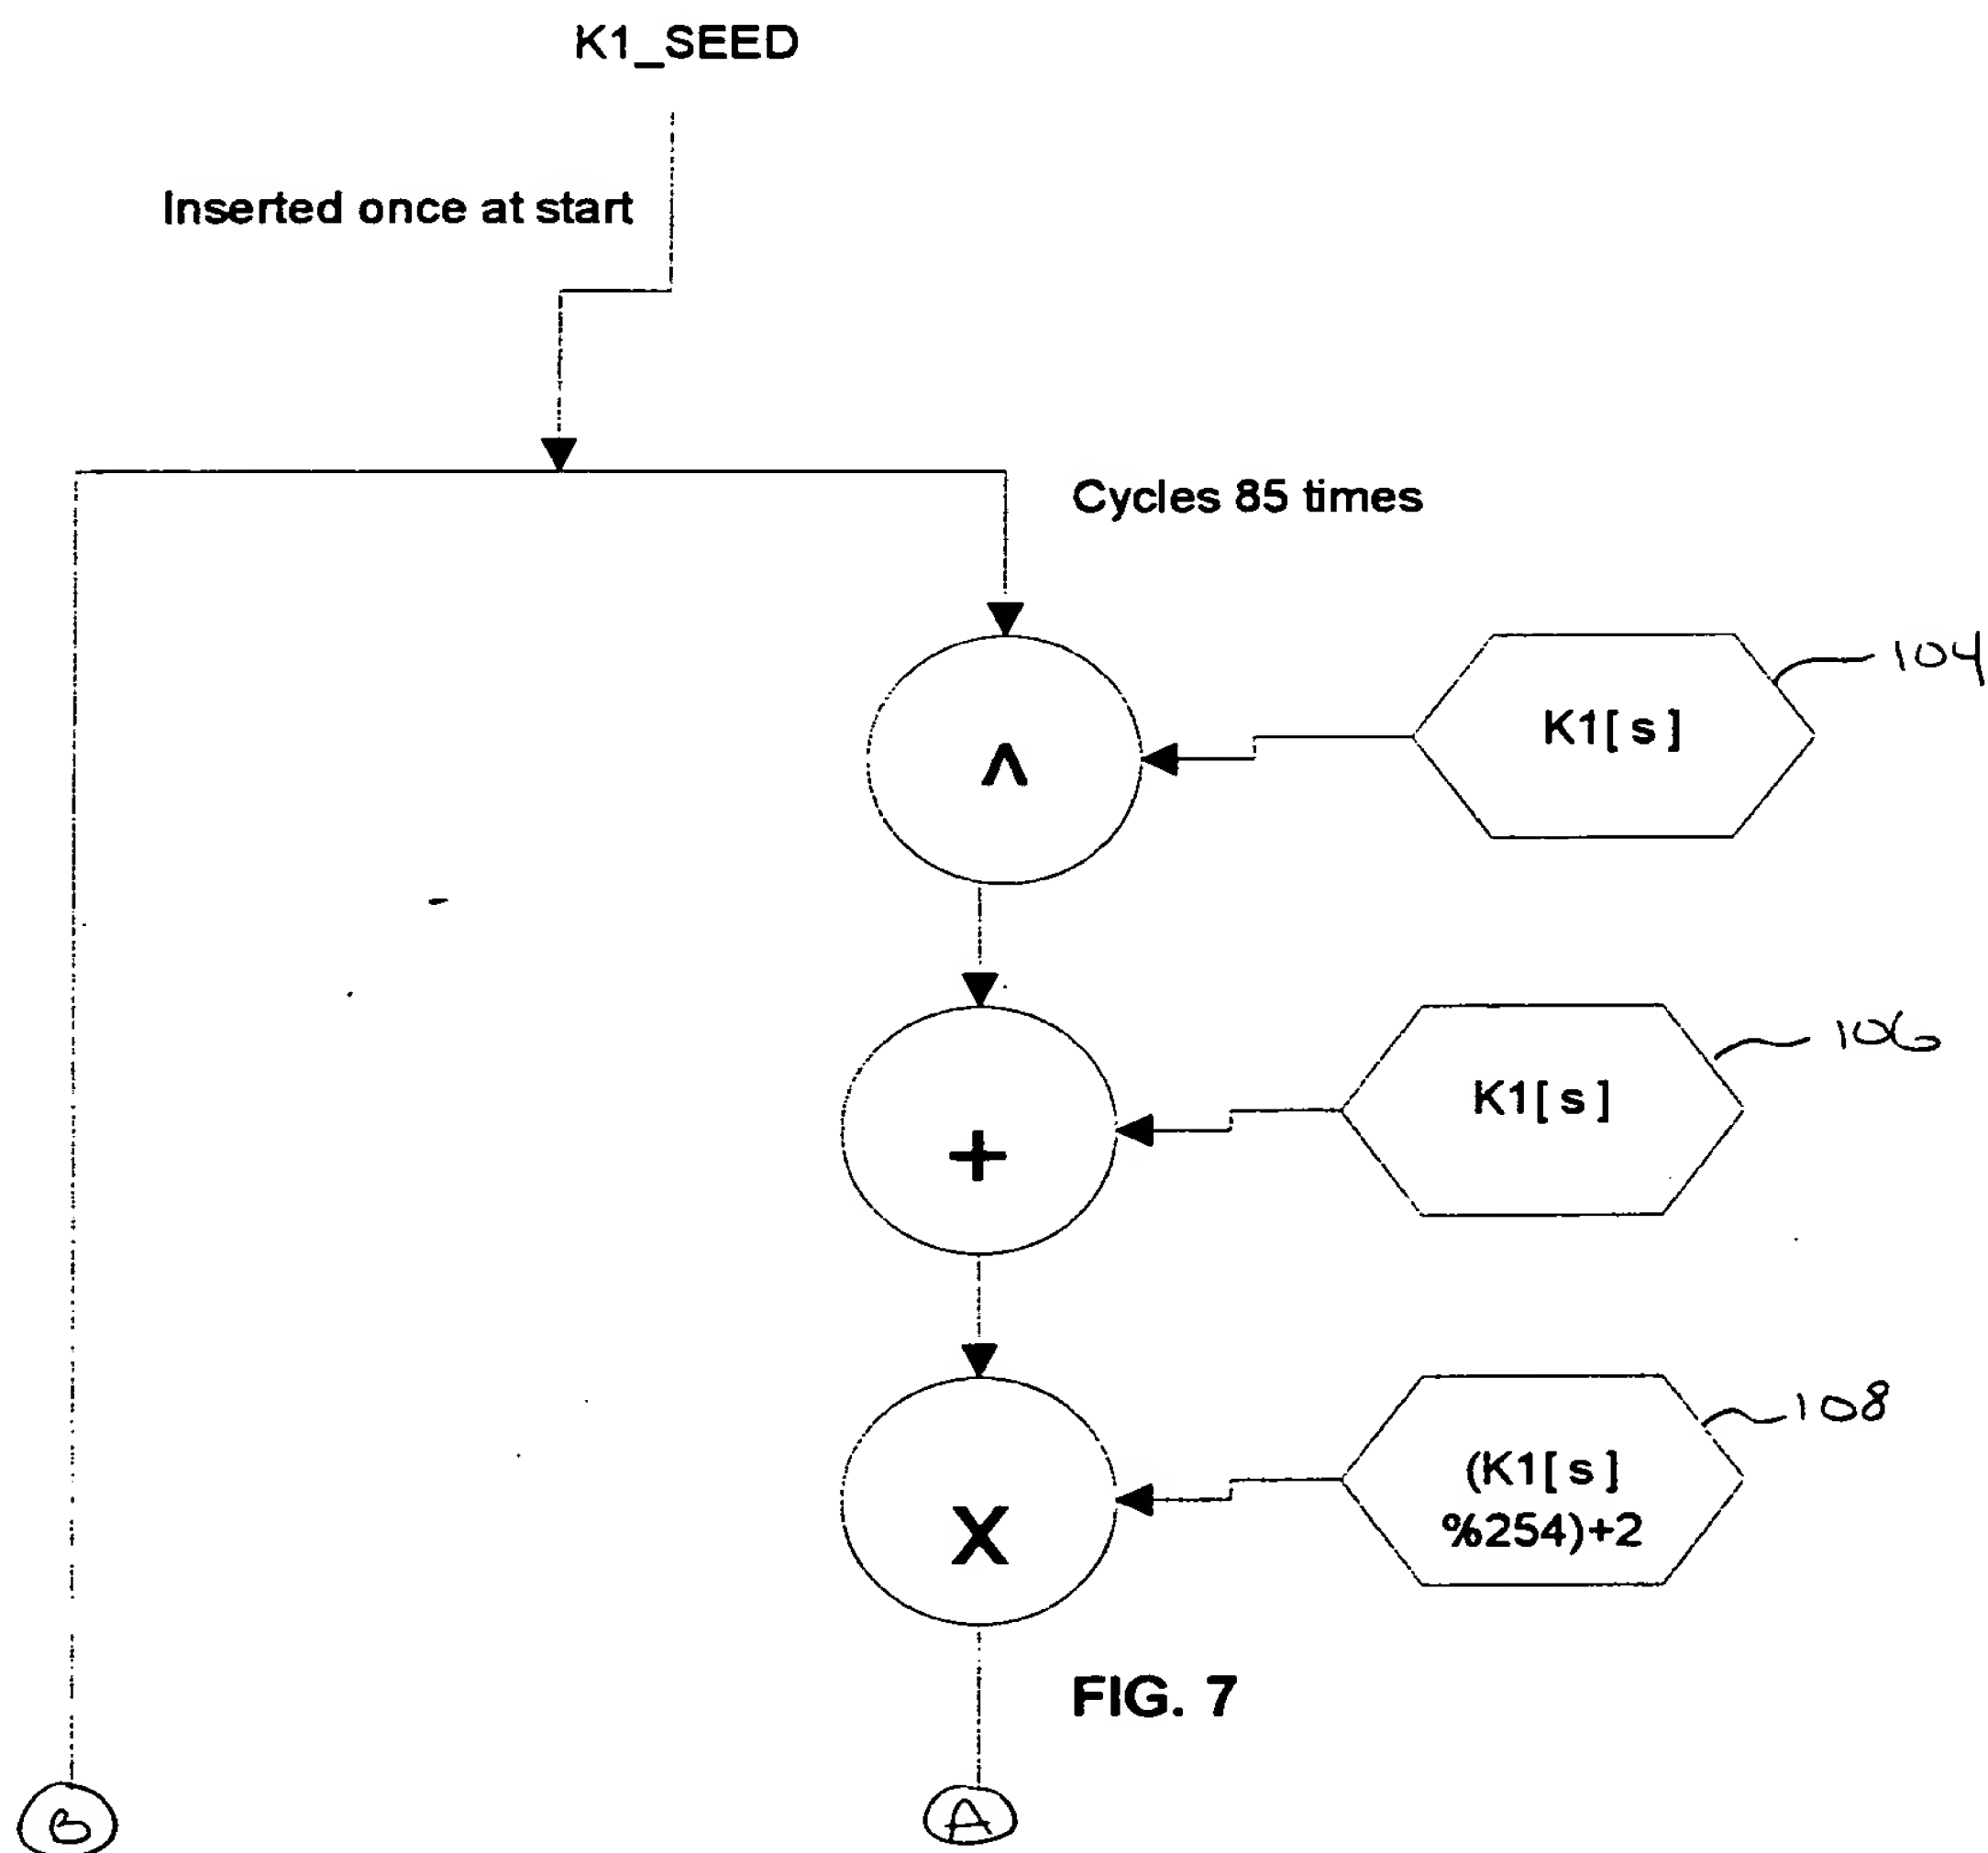 K1_SEED
Inserted once at start
Cycles 85 times
^
K1[ s ]
104
+
K1[ s ]
106
X
(K1[ s ]
%254)+2
108
FIG. 7
B
A